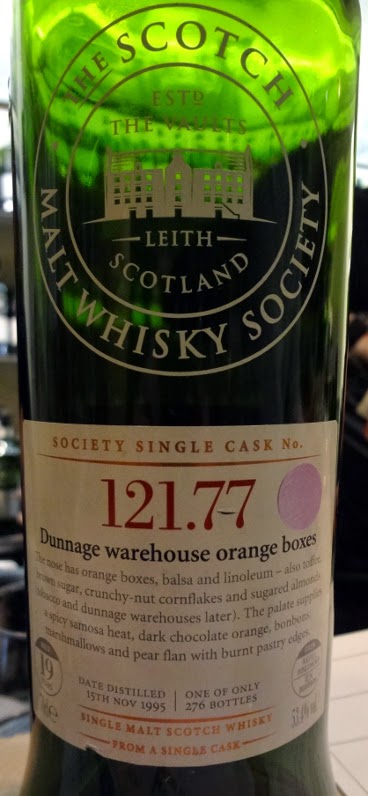 THE SCOTCH
MALT WHISKY SOCIETY
ESTD
THE VAULTS
LEITH
SCOTLAND
SOCIETY SINGLE CASK No.
121.77
Dunnage warehouse orange boxes
The nose has orange boxes, balsa and linoleum – also toffee,
brown sugar, crunchy-nut cornflakes and sugared almonds
(tobacco and dunnage warehouses later). The palate supplies
a spicy samosa heat, dark chocolate orange, bonbons,
marshmallows and pear flan with burnt pastry edges.
19
DATE DISTILLED
15TH NOV 1995
ONE OF ONLY
276 BOTTLES
SINGLE MALT SCOTCH WHISKY
FROM A SINGLE CASK